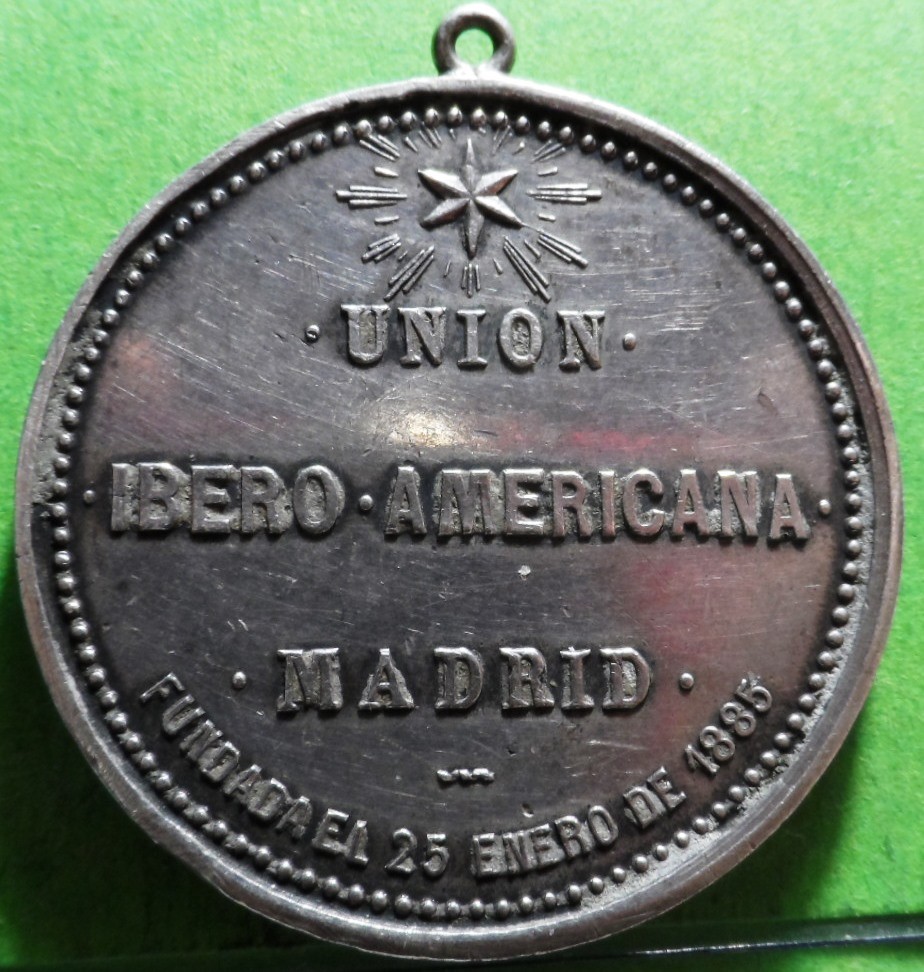 · UNION ·
· IBERO · AMERICANA ·
· MADRID ·
FUNDADA EL 25 ENERO DE 1885